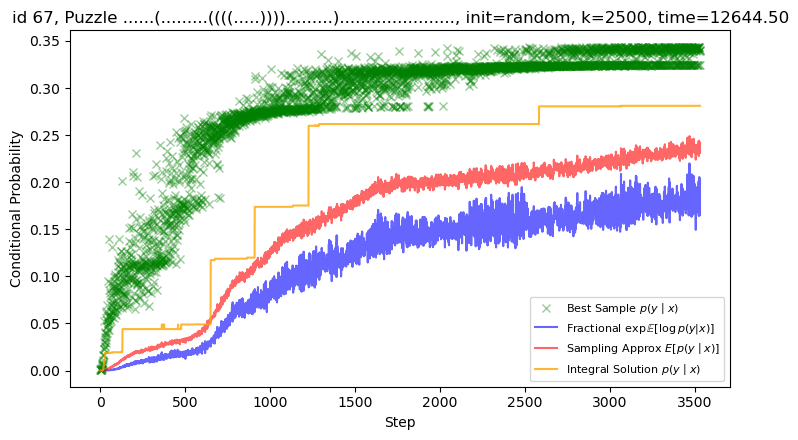 id 67, Puzzle ......(.........((((.....)))).........)......................, init=random, k=2500, time=12644.50
Conditional Probability
0.35
0.30
0.25
0.20
0.15
0.10
0.05
0.00
0 500 1000 1500 2000 2500 3000 3500
Step
Best Sample p(y | x)
Fractional exp𝔼[log p(y|x)]
Sampling Approx E[p(y | x)]
Integral Solution p(y | x)